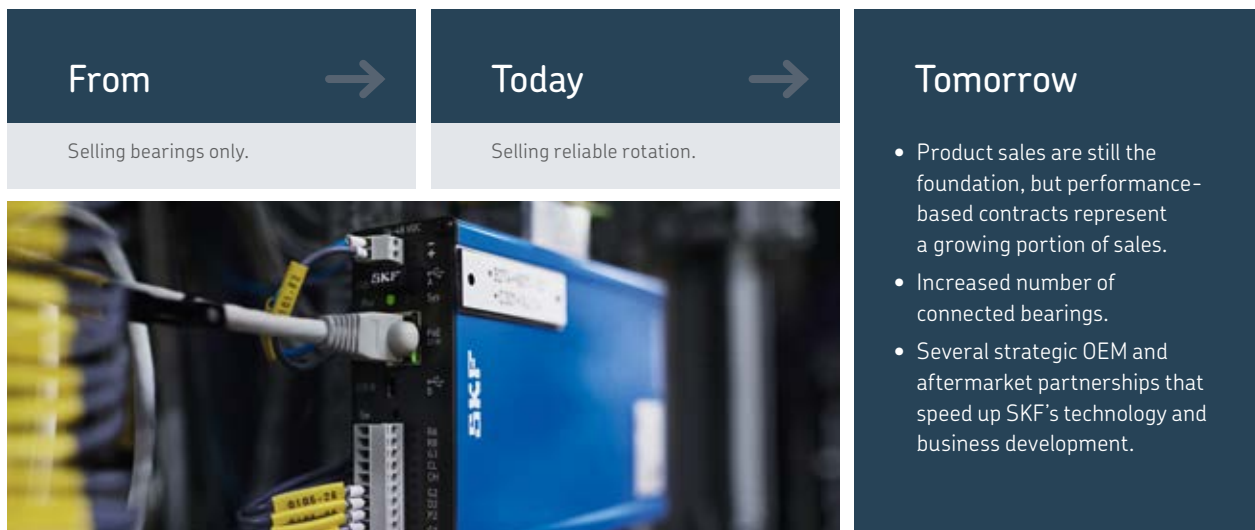 From
Selling bearings only.
Today
Selling reliable rotation.
Tomorrow
• Product sales are still the
foundation, but performance-
based contracts represent
a growing portion of sales.
• Increased number of
connected bearings.
• Several strategic OEM and
aftermarket partnerships that
speed up SKF’s technology and
business development.
SKF
SKF
0106-26